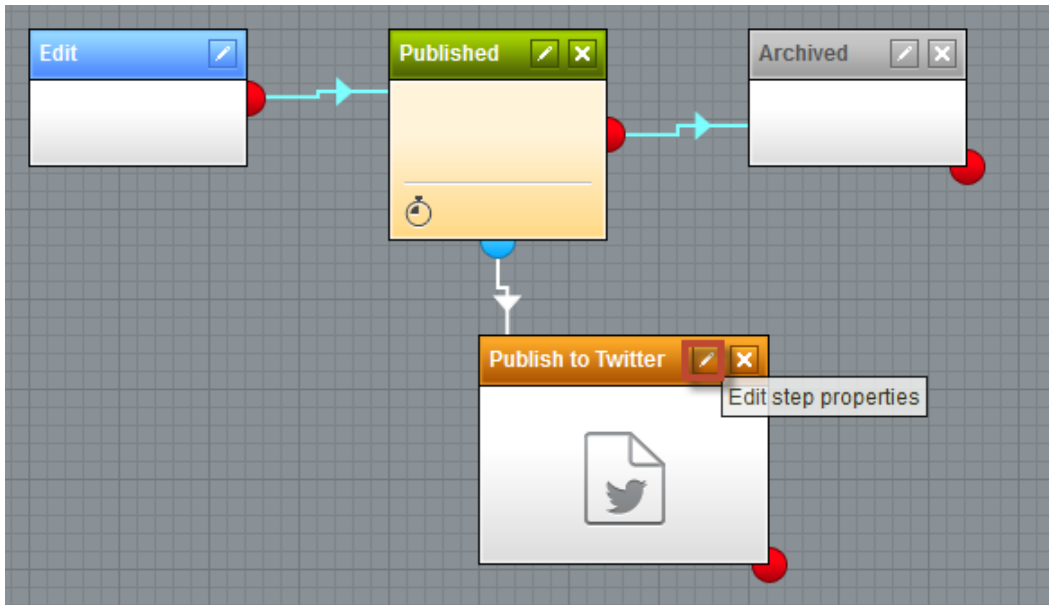 Edit
Published
Archived
Publish to Twitter
Edit step properties